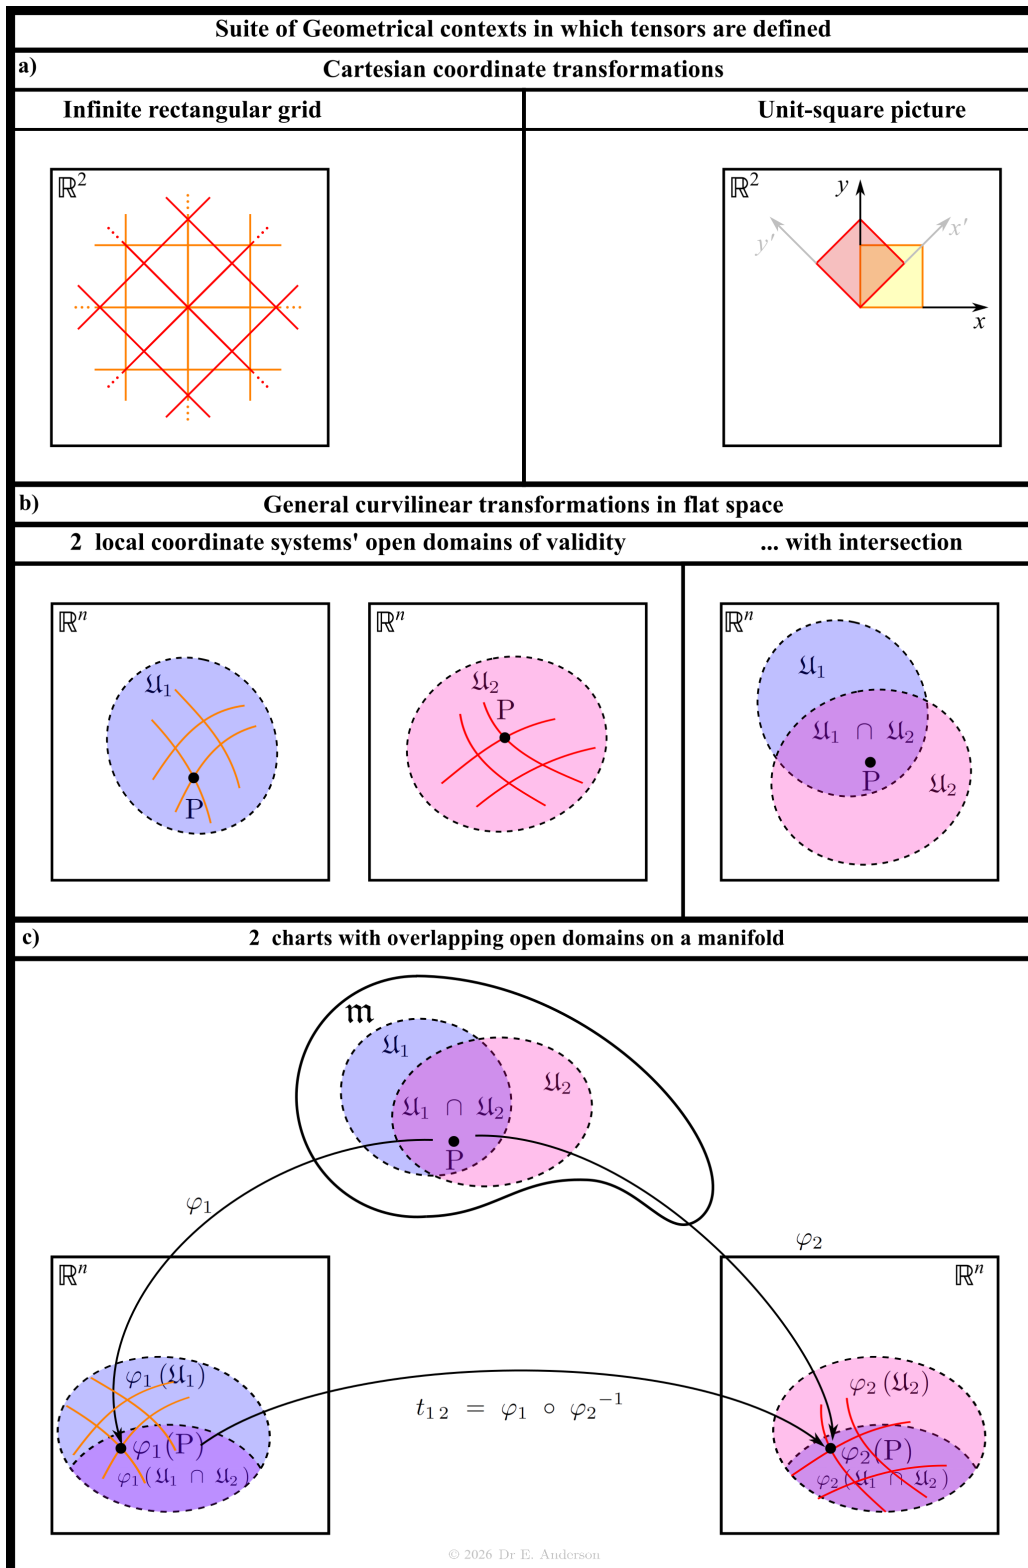 Suite of Geometrical contexts in which tensors are defined
a)
Cartesian coordinate transformations
Infinite rectangular grid
Unit-square picture
ℝ²
ℝ²
y
y′
x′
x
b)
General curvilinear transformations in flat space
2 local coordinate systems' open domains of validity
... with intersection
ℝⁿ
𝔘₁
P
ℝⁿ
𝔘₂
P
ℝⁿ
𝔘₁
𝔘₁ ∩ 𝔘₂
P
𝔘₂
c)
2 charts with overlapping open domains on a manifold
𝔐
𝔘₁
𝔘₂
𝔘₁ ∩ 𝔘₂
P
φ₁
φ₂
ℝⁿ
ℝⁿ
φ₁(𝔘₁)
φ₂(𝔘₂)
t₁₂ = φ₁ ∘ φ₂⁻¹
φ₁(P)
φ₂(P)
φ₁(𝔘₁ ∩ 𝔘₂)
φ₂(𝔘₁ ∩ 𝔘₂)
© 2026 Dr E. Anderson